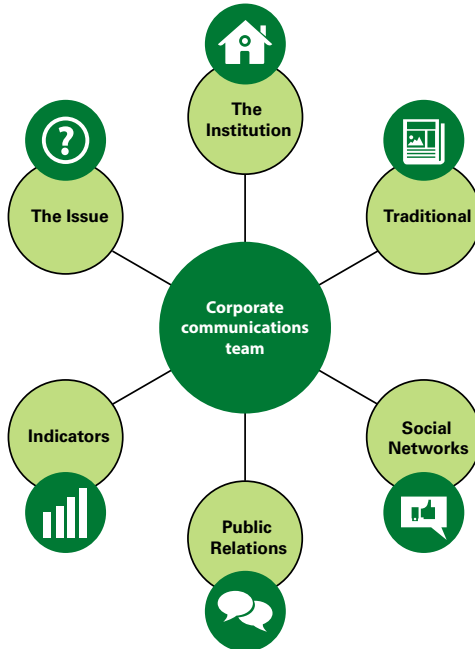 The
Institution
?
The Issue
Traditional
Corporate
communications
team
Indicators
Social
Networks
Public
Relations